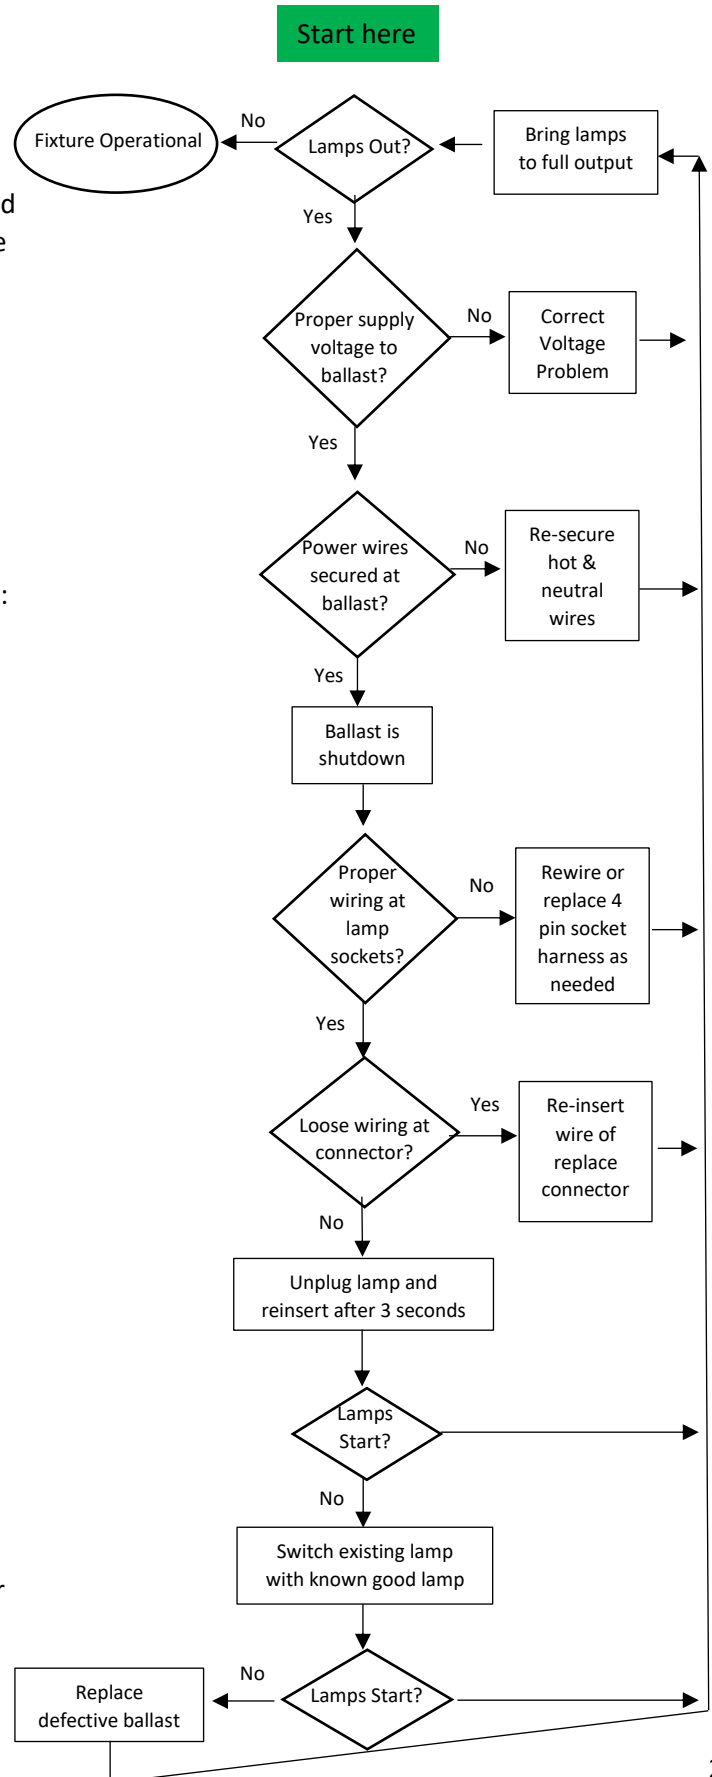 Start here
Fixture Operational
No
Lamps Out?
Bring lamps
to full output
d
Yes
e
Proper supply
voltage to
ballast?
No
Correct
Voltage
Problem
Yes
Power wires
secured at
ballast?
No
Re-secure
hot &
neutral
wires
:
Yes
Ballast is
shutdown
Proper
wiring at
lamp
sockets?
No
Rewire or
replace 4
pin socket
harness as
needed
Yes
Loose wiring at
connector?
Yes
Re-insert
wire of
replace
connector
No
Unplug lamp and
reinsert after 3 seconds
Lamps
Start?
No
Switch existing lamp
with known good lamp
r
Lamps Start?
No
Replace
defective ballast